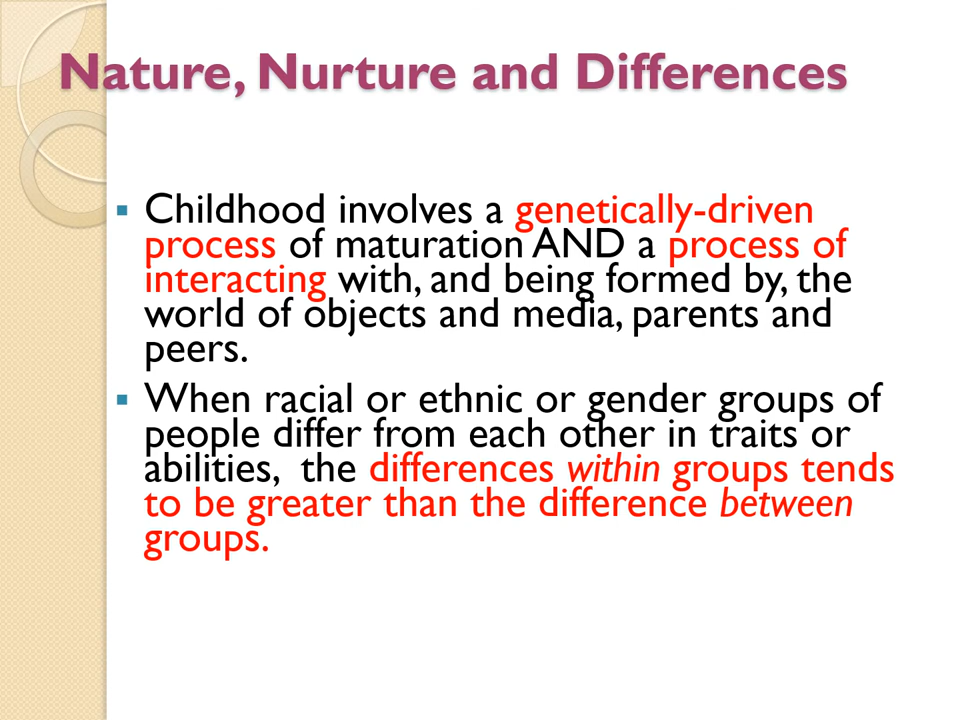 Nature, Nurture and Differences
▪ Childhood involves a genetically-driven
process of maturation AND a process of
interacting with, and being formed by, the
world of objects and media, parents and
peers.
▪ When racial or ethnic or gender groups of
people differ from each other in traits or
abilities,  the differences within groups tends
to be greater than the difference between
groups.